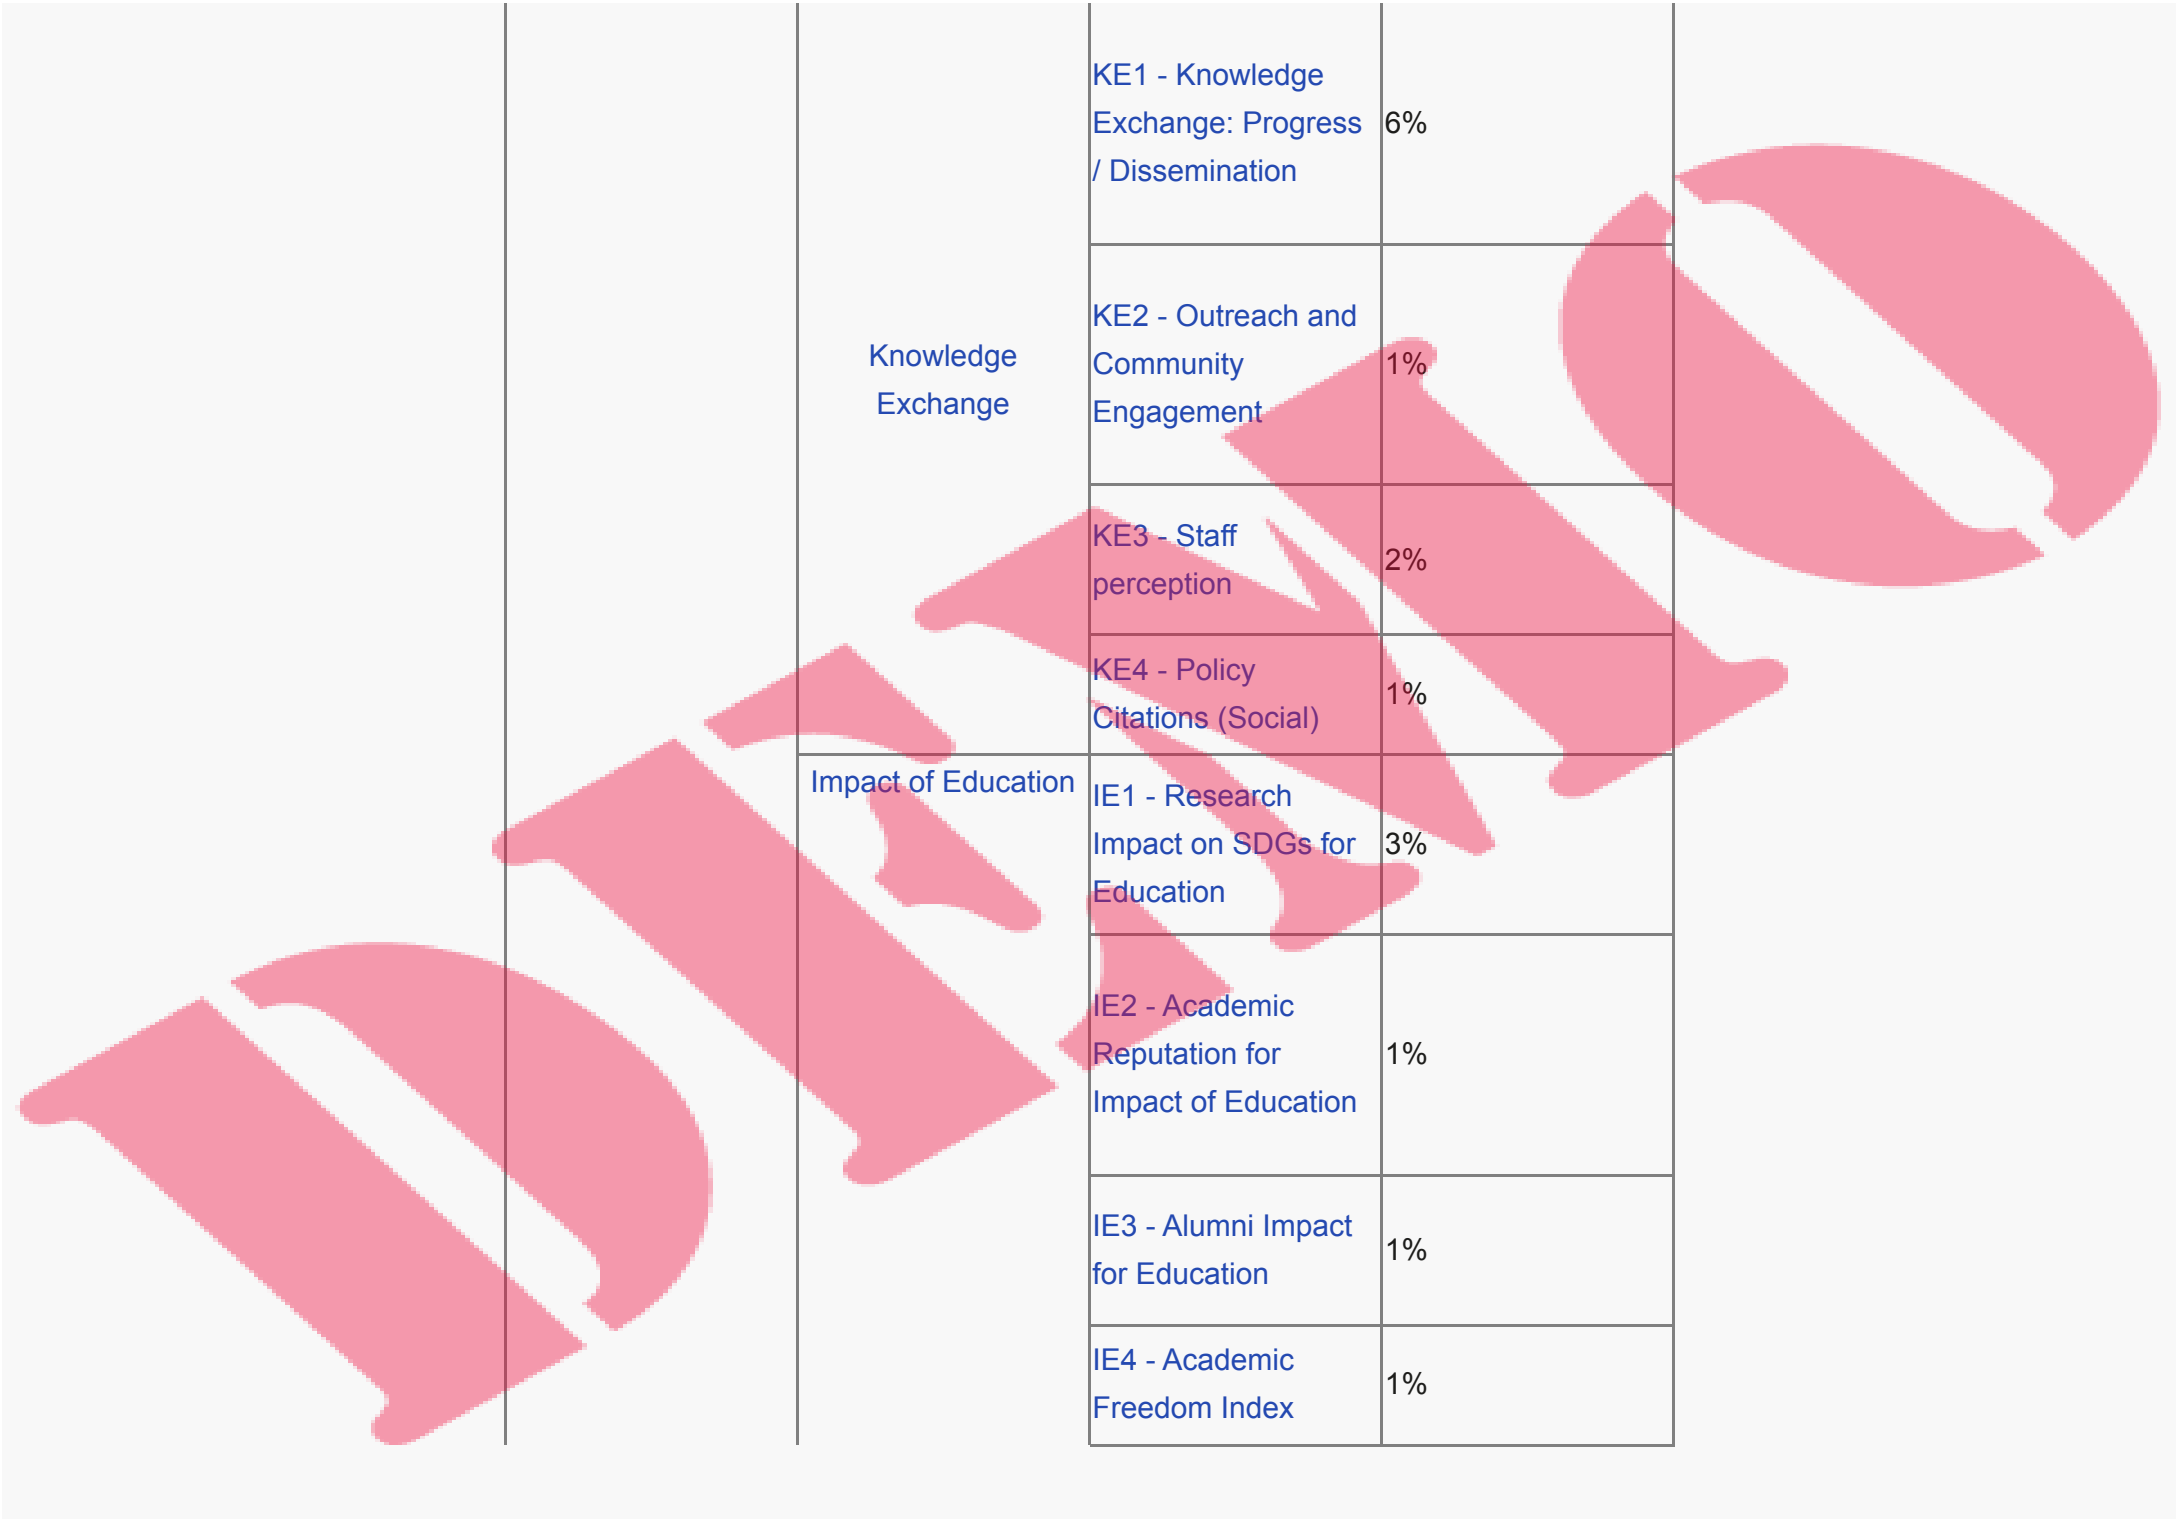 KE1 - Knowledge
Exchange: Progress
/ Dissemination
6%
Knowledge
Exchange
KE2 - Outreach and
Community
Engagement
1%
KE3 - Staff
perception
2%
KE4 - Policy
Citations (Social)
1%
Impact of Education
IE1 - Research
Impact on SDGs for
Education
3%
IE2 - Academic
Reputation for
Impact of Education
1%
IE3 - Alumni Impact
for Education
1%
IE4 - Academic
Freedom Index
1%
DEMO